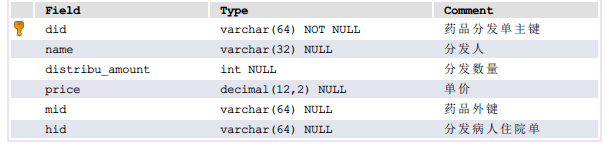 Field Type Comment
did varchar(64) NOT NULL 药品分发单主键
name varchar(32) NULL 分发人
distribu_amount int NULL 分发数量
price decimal(12,2) NULL 单价
mid varchar(64) NULL 药品外键
hid varchar(64) NULL 分发病人住院单